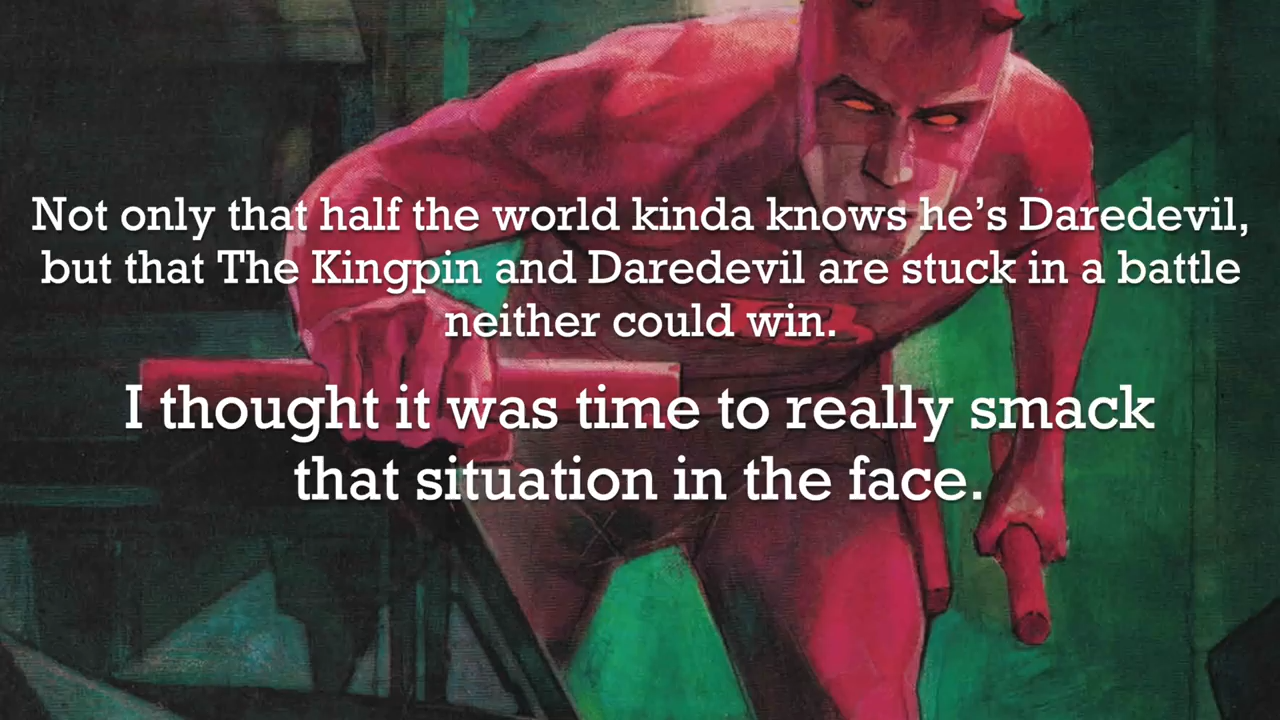 Not only that half the world kinda knows he's Daredevil,
but that The Kingpin and Daredevil are stuck in a battle
neither could win.
I thought it was time to really smack
that situation in the face.